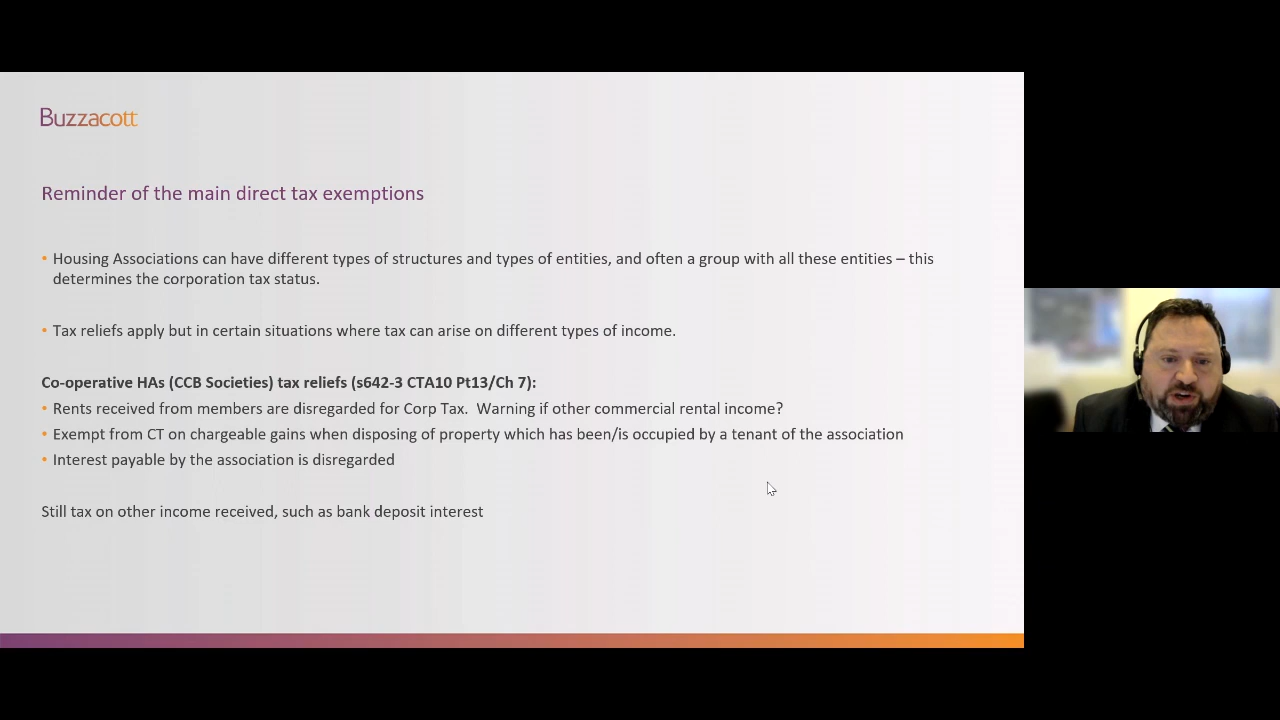 Buzzacott
Reminder of the main direct tax exemptions
• Housing Associations can have different types of structures and types of entities, and often a group with all these entities – this
determines the corporation tax status.
• Tax reliefs apply but in certain situations where tax can arise on different types of income.
Co-operative HAs (CCB Societies) tax reliefs (s642-3 CTA10 Pt13/Ch 7):
• Rents received from members are disregarded for Corp Tax.  Warning if other commercial rental income?
• Exempt from CT on chargeable gains when disposing of property which has been/is occupied by a tenant of the association
• Interest payable by the association is disregarded
Still tax on other income received, such as bank deposit interest